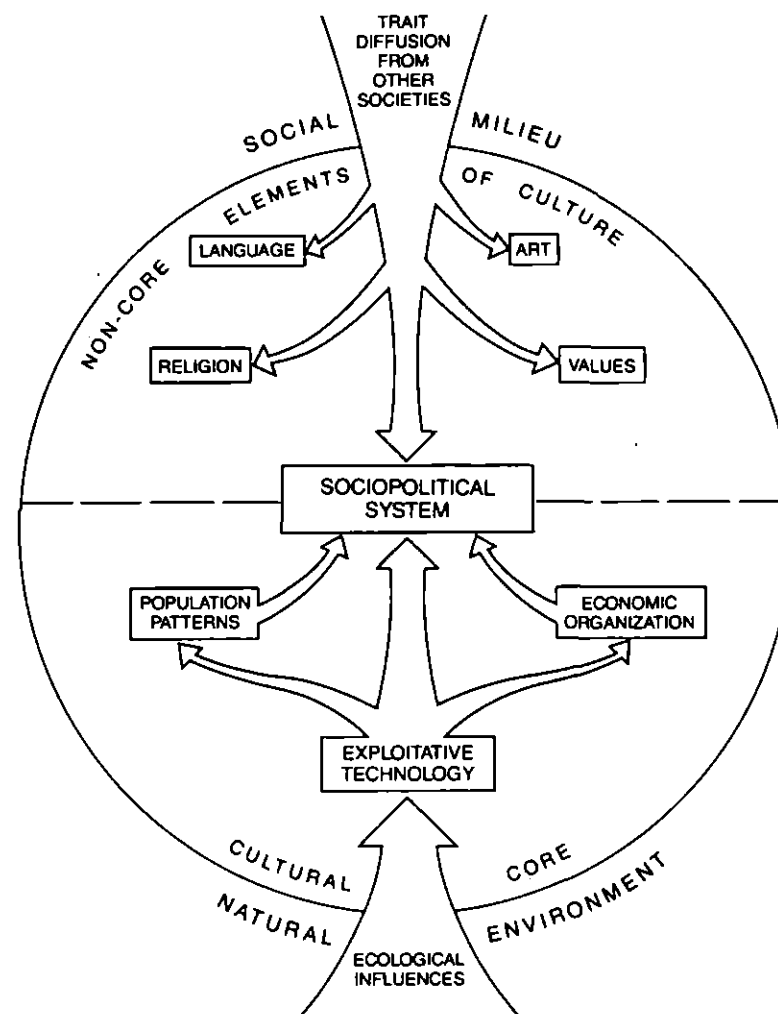 TRAIT
DIFFUSION
FROM
OTHER
SOCIETIES
SOCIAL MILIEU
NON-CORE ELEMENTS OF CULTURE
LANGUAGE
ART
RELIGION
VALUES
SOCIOPOLITICAL
SYSTEM
POPULATION
PATTERNS
ECONOMIC
ORGANIZATION
EXPLOITATIVE
TECHNOLOGY
CULTURAL CORE
NATURAL ENVIRONMENT
ECOLOGICAL
INFLUENCES